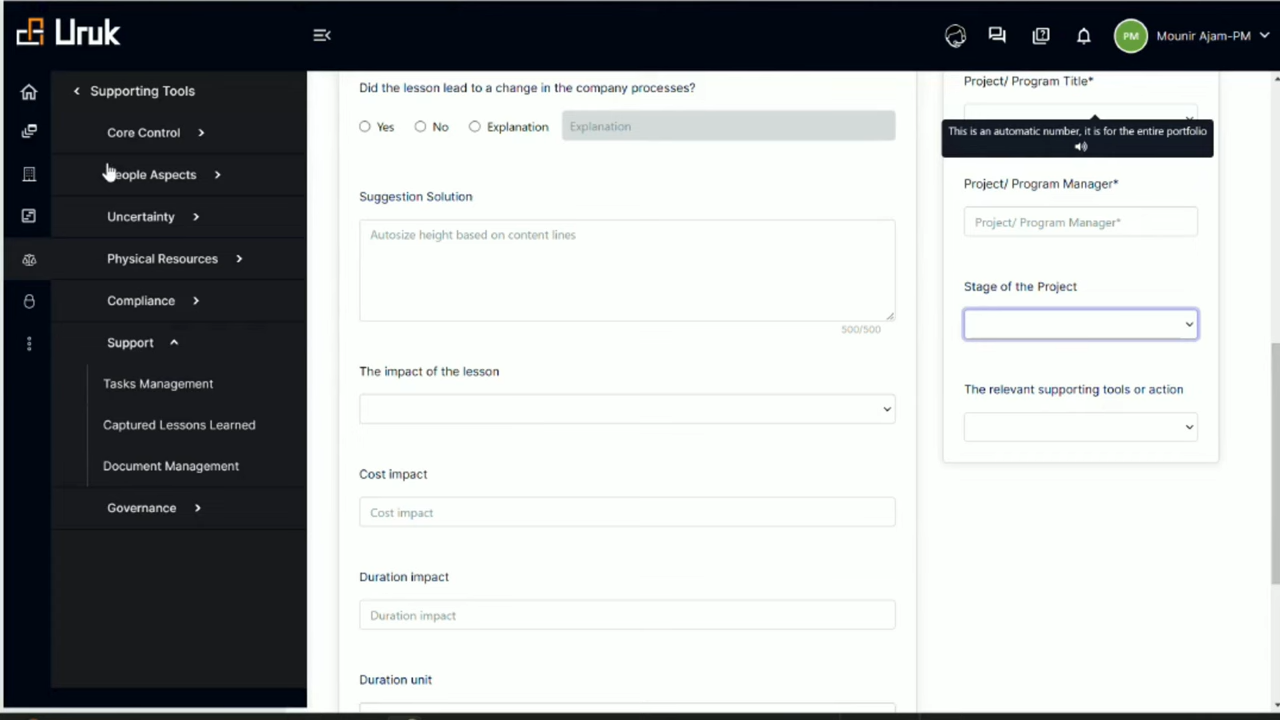 Uruk
PM
Mounir Ajam-PM
Supporting Tools
Core Control
People Aspects
Uncertainty
Physical Resources
Compliance
Support
Tasks Management
Captured Lessons Learned
Document Management
Governance
Did the lesson lead to a change in the company processes?
Yes No Explanation Explanation
Suggestion Solution
Autosize height based on content lines
500/500
The impact of the lesson
Cost impact
Cost impact
Duration impact
Duration impact
Duration unit
Project/ Program Title*
This is an automatic number, it is for the entire portfolio
Project/ Program Manager*
Project/ Program Manager*
Stage of the Project
The relevant supporting tools or action